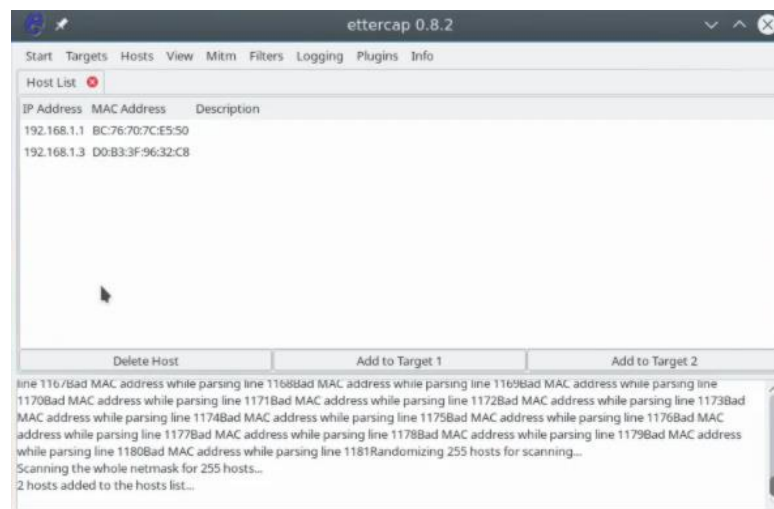 ettercap 0.8.2
Start Targets Hosts View Mitm Filters Logging Plugins Info
Host List
IP Address MAC Address Description
192.168.1.1 BC:76:70:7C:E5:50
192.168.1.3 D0:B3:3F:96:32:C8
Delete Host Add to Target 1 Add to Target 2
line 1167Bad MAC address while parsing line 1168Bad MAC address while parsing line 1169Bad MAC address while parsing line
1170Bad MAC address while parsing line 1171Bad MAC address while parsing line 1172Bad MAC address while parsing line 1173Bad
MAC address while parsing line 1174Bad MAC address while parsing line 1175Bad MAC address while parsing line 1176Bad MAC
address while parsing line 1177Bad MAC address while parsing line 1178Bad MAC address while parsing line 1179Bad MAC address
while parsing line 1180Bad MAC address while parsing line 1181Randomizing 255 hosts for scanning...
Scanning the whole netmask for 255 hosts...
2 hosts added to the hosts list...